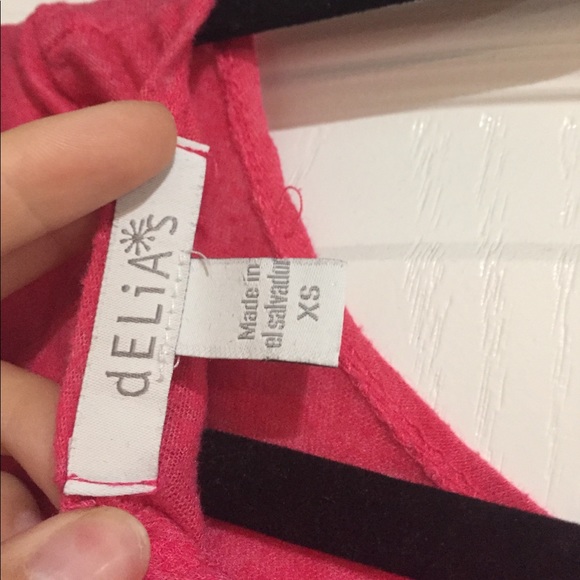 dELiA*S
Made in
el salvador
XS